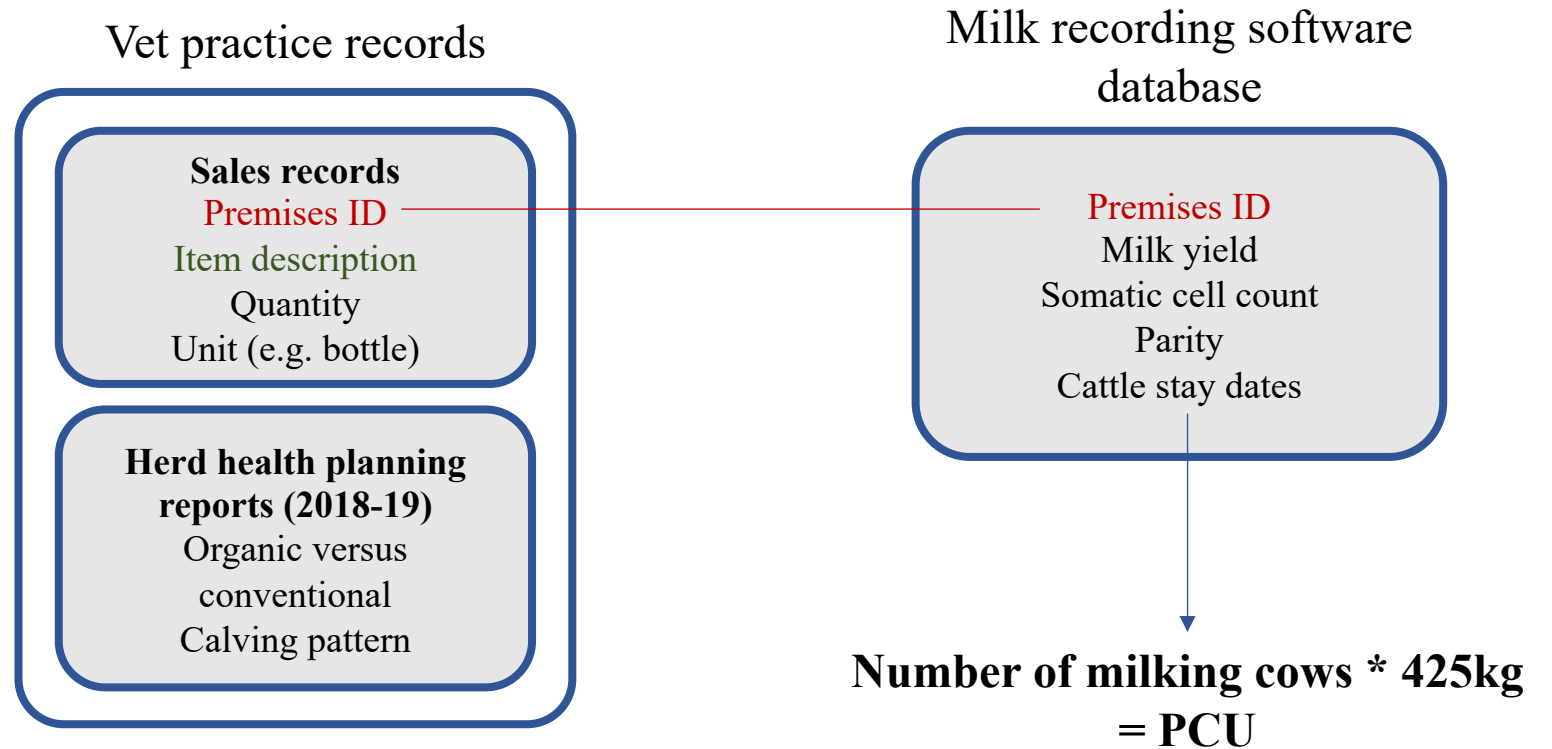 Vet practice records
Sales records
Premises ID
Item description
Quantity
Unit (e.g. bottle)
Herd health planning
reports (2018-19)
Organic versus
conventional
Calving pattern
Milk recording software
database
Premises ID
Milk yield
Somatic cell count
Parity
Cattle stay dates
Number of milking cows * 425kg
= PCU